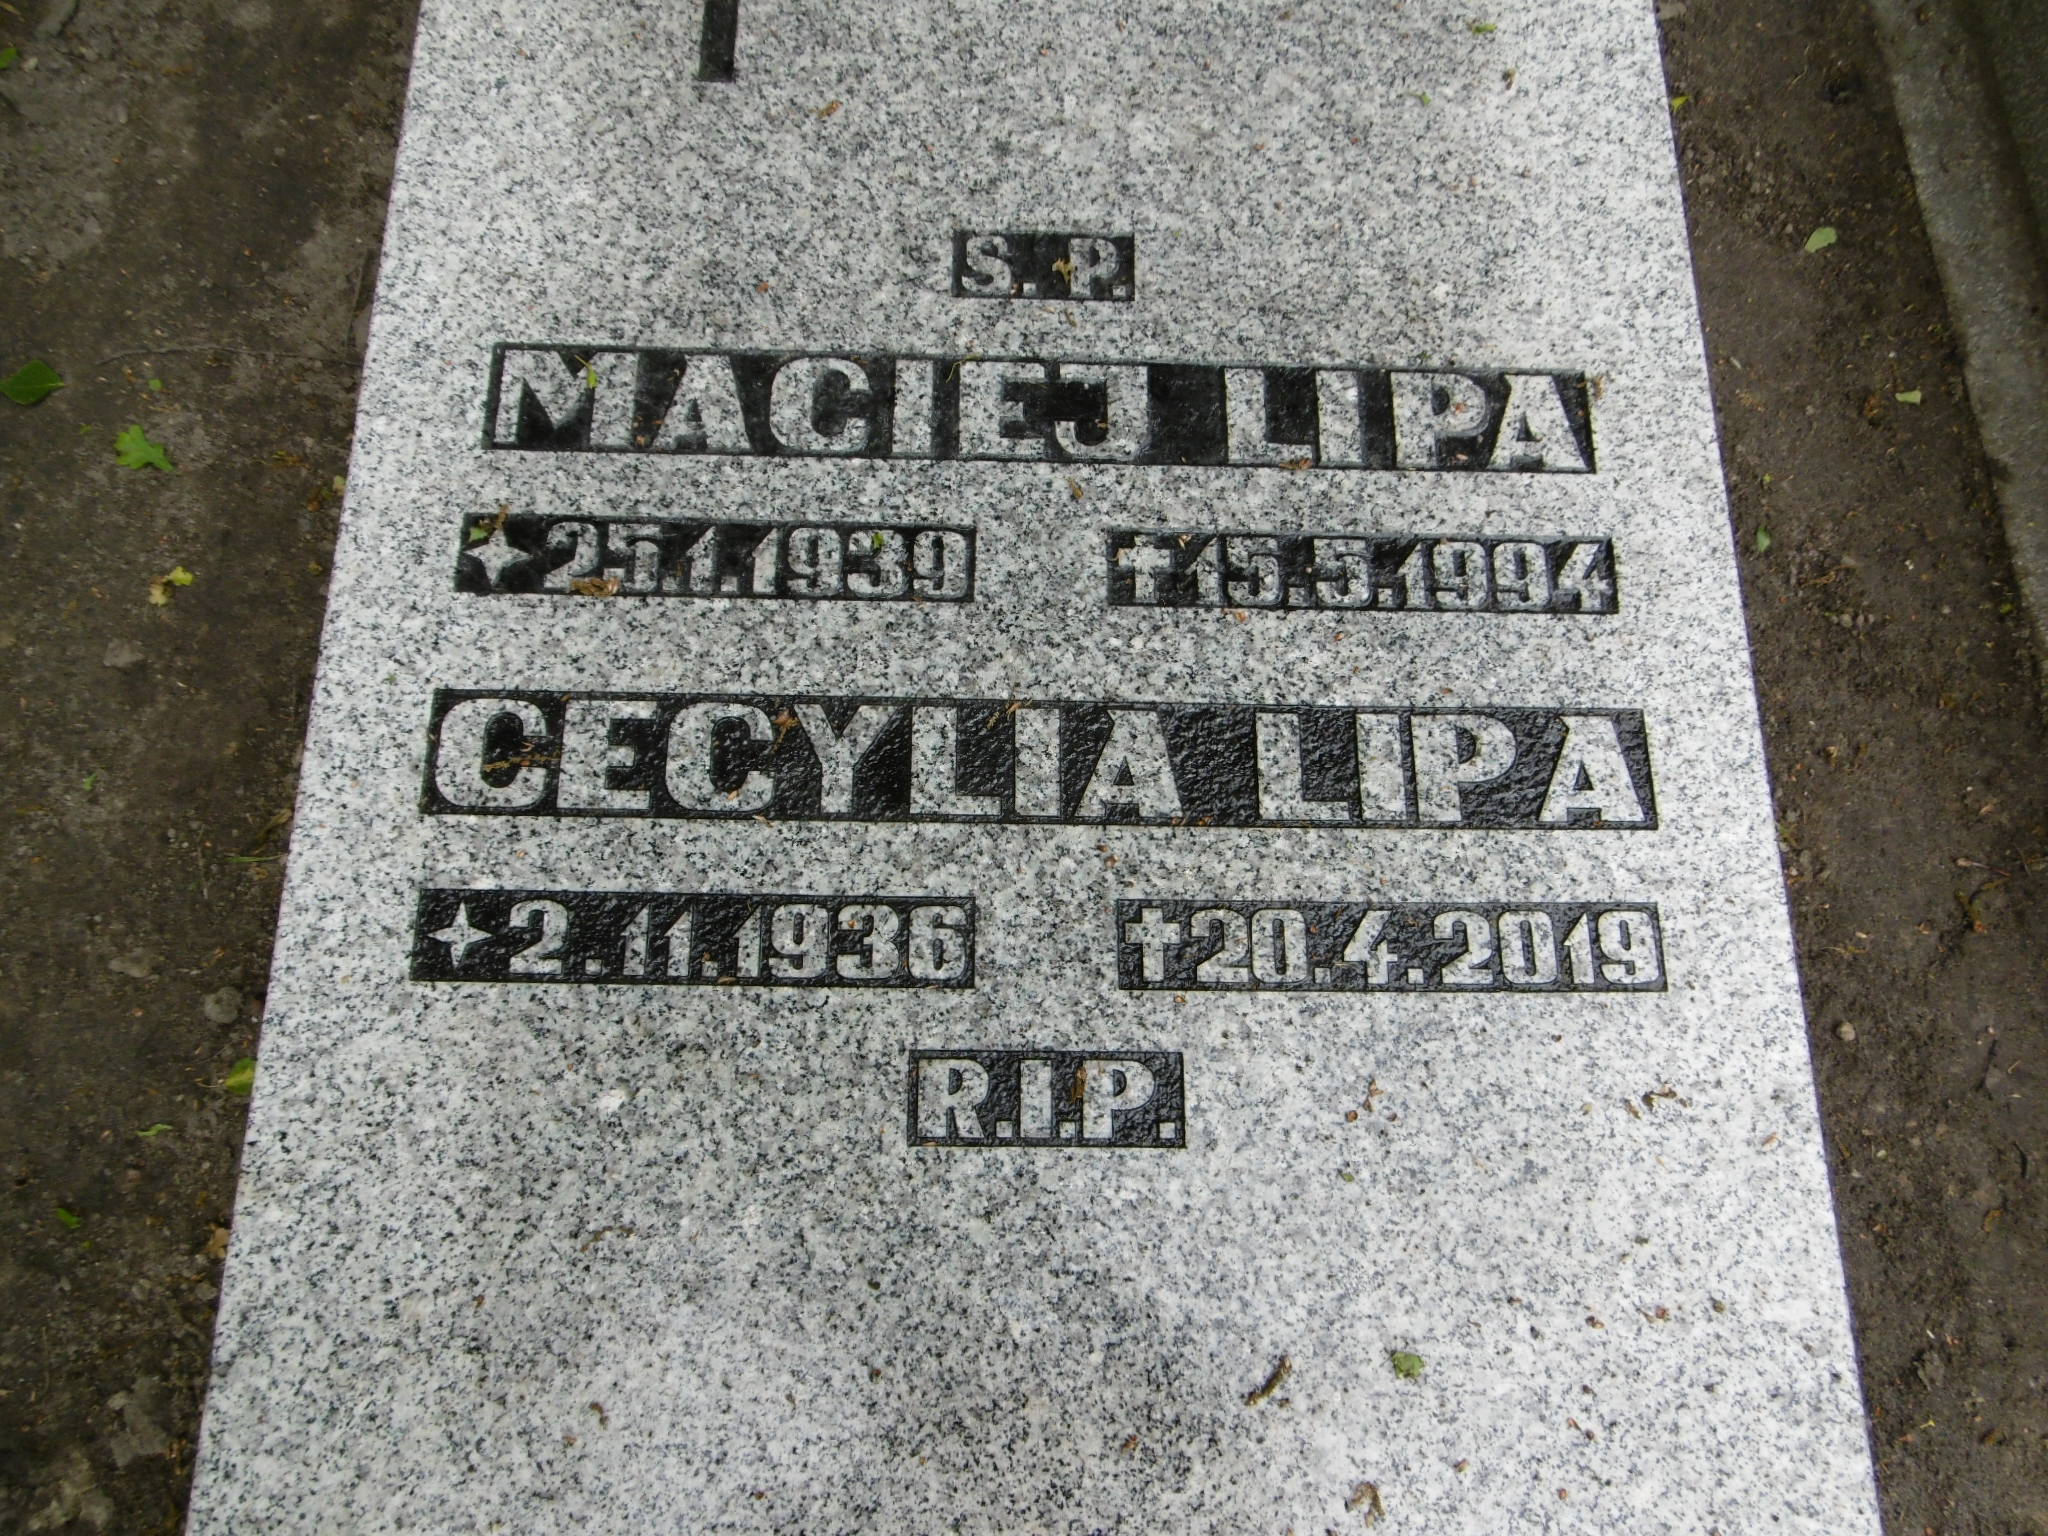 S. P.
MACIEJ LIPA
25.1.1939 †15.5.1994
CECYLIA LIPA
2.11.1936 †20.4.2019
R.I.P.